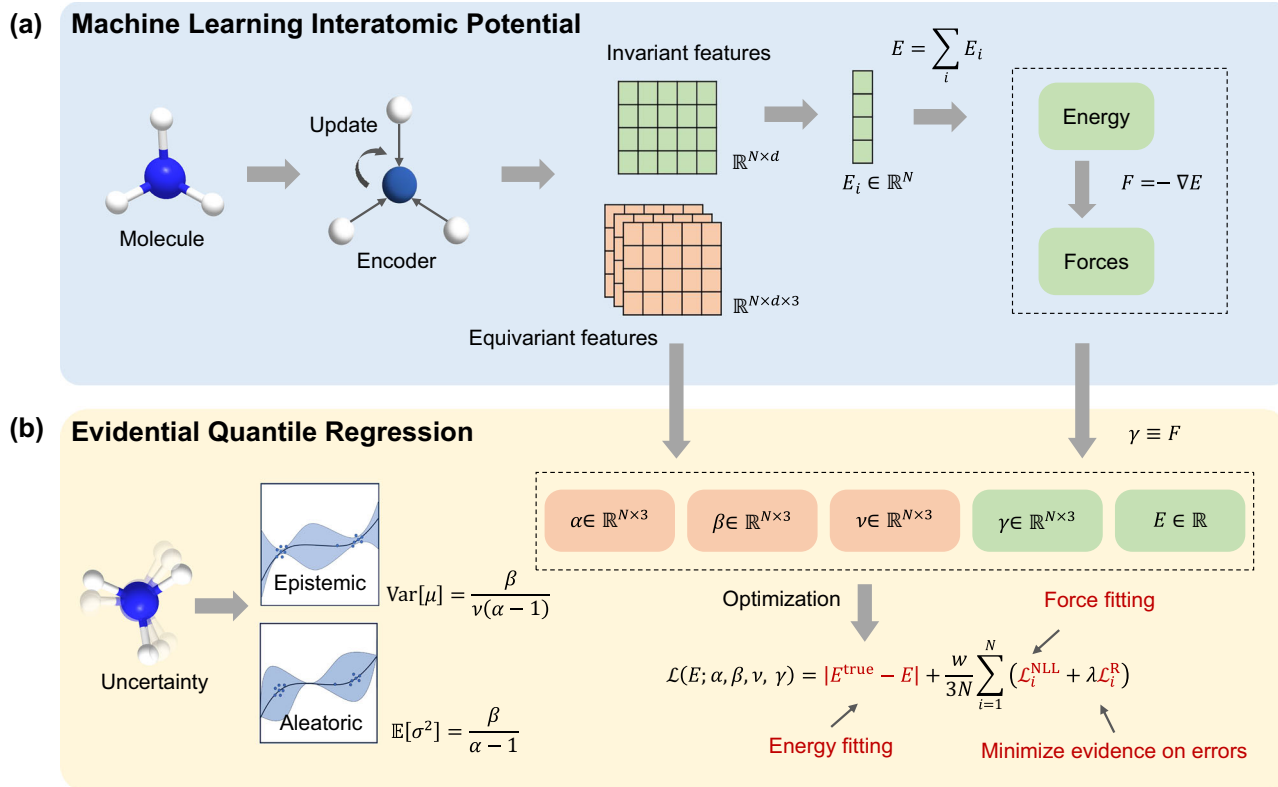 (a)
Machine Learning Interatomic Potential
Molecule
Update
Encoder
Invariant features
ℝ^{N×d}
ℝ^{N×d×3}
Equivariant features
E = ∑_i E_i
E_i ∈ ℝ^N
Energy
F =− ∇E
Forces
(b)
Evidential Quantile Regression
γ ≡ F
α∈ ℝ^{N×3}
β∈ ℝ^{N×3}
ν∈ ℝ^{N×3}
γ∈ ℝ^{N×3}
E ∈ ℝ
Uncertainty
Epistemic
Var[μ] = β/(ν(α − 1))
Aleatoric
𝔼[σ²] = β/(α − 1)
Optimization
Force fitting
ℒ(E; α, β, ν, γ) = |E^{true} − E| + w/3N ∑_{i=1}^{N} (ℒ_i^{NLL} + λℒ_i^{R})
Energy fitting
Minimize evidence on errors